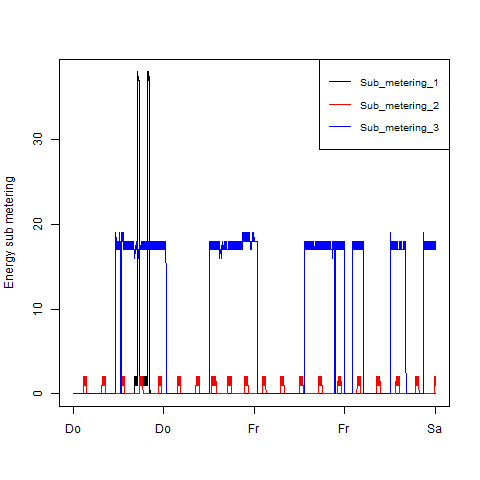 Sub_metering_1
Sub_metering_2
Sub_metering_3
Energy sub metering
30
20
10
0
Do Do Fr Fr Sa